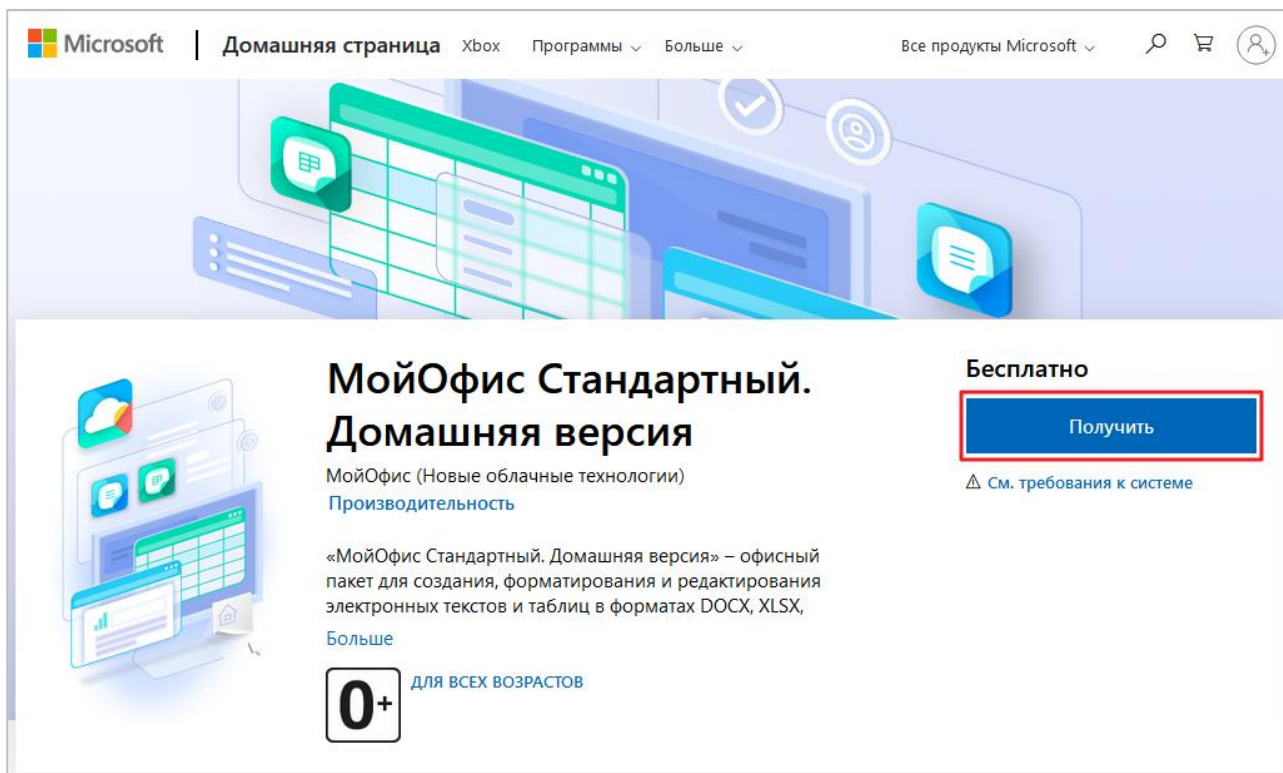 Microsoft
Домашняя страница Xbox Программы Больше Все продукты Microsoft
МойОфис Стандартный.
Домашняя версия
МойОфис (Новые облачные технологии)
Производительность
«МойОфис Стандартный. Домашняя версия» – офисный
пакет для создания, форматирования и редактирования
электронных текстов и таблиц в форматах DOCX, XLSX,
Больше
0+
ДЛЯ ВСЕХ ВОЗРАСТОВ
Бесплатно
Получить
См. требования к системе